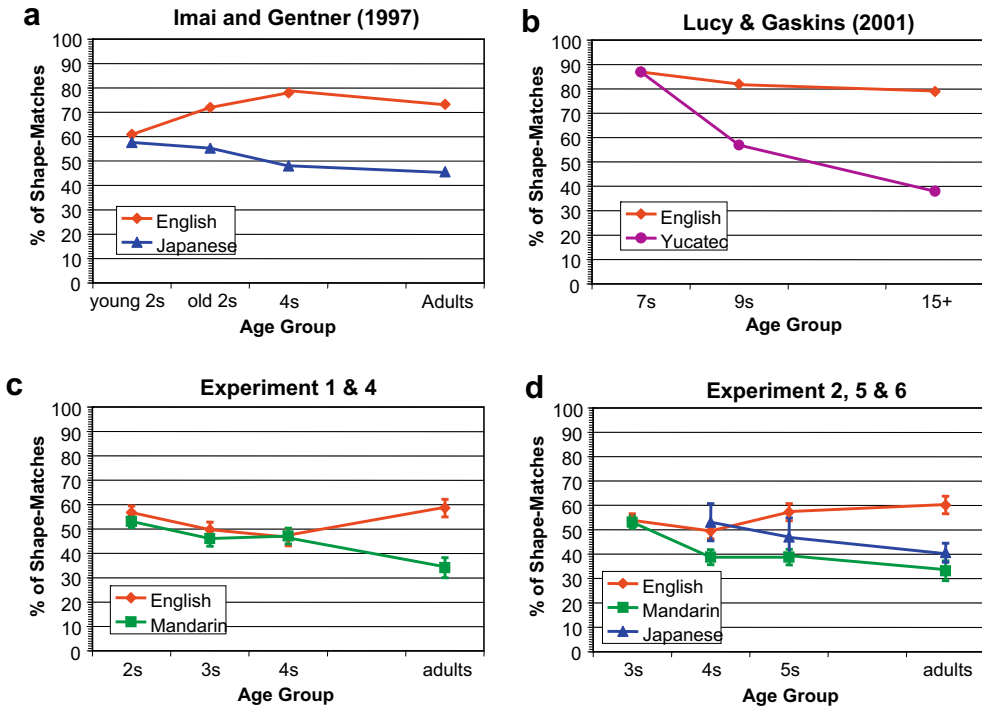 a
Imai and Gentner (1997)
100
90
80
70
60
50
40
30
20
10
0
% of Shape-Matches
English
Japanese
young 2s old 2s 4s Adults
Age Group
b
Lucy & Gaskins (2001)
100
90
80
70
60
50
40
30
20
10
0
% of Shape-Matches
English
Yucatec
7s 9s 15+
Age Group
c
Experiment 1 & 4
100
90
80
70
60
50
40
30
20
10
0
% of Shape-Matches
English
Mandarin
2s 3s 4s adults
Age Group
d
Experiment 2, 5 & 6
100
90
80
70
60
50
40
30
20
10
0
% of Shape-Matches
English
Mandarin
Japanese
3s 4s 5s adults
Age Group